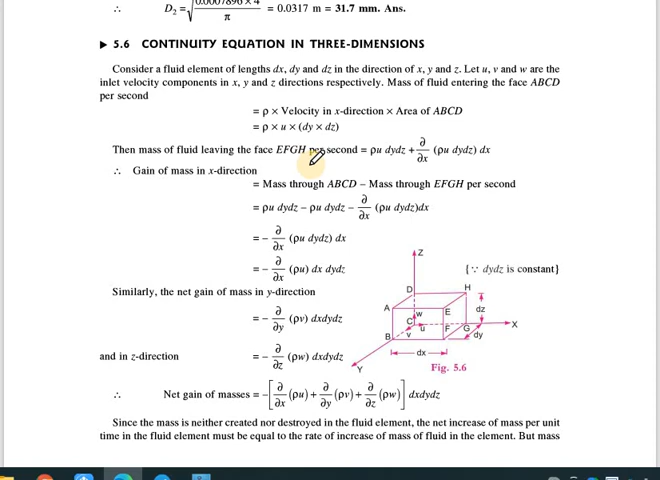 ∴ D₂ = √(0.0007896 × 4 / π) = 0.0317 m = 31.7 mm. Ans.
▶ 5.6 CONTINUITY EQUATION IN THREE-DIMENSIONS
Consider a fluid element of lengths dx, dy and dz in the direction of x, y and z. Let u, v and w are the
inlet velocity components in x, y and z directions respectively. Mass of fluid entering the face ABCD
per second
= ρ × Velocity in x-direction × Area of ABCD
= ρ × u × (dy × dz)
Then mass of fluid leaving the face EFGH per second = ρu dydz + ∂/∂x (ρu dydz) dx
∴ Gain of mass in x-direction
= Mass through ABCD – Mass through EFGH per second
= ρu dydz – ρu dydz – ∂/∂x (ρu dydz)dx
= – ∂/∂x (ρu dydz) dx
= – ∂/∂x (ρu) dx dydz {∵ dydz is constant}
Similarly, the net gain of mass in y-direction
= – ∂/∂y (ρv) dxdydz
and in z-direction = – ∂/∂z (ρw) dxdydz
Z
D
H
A
E
w
dz
C
u
G
X
B
v
F
dy
dx
Y
Fig. 5.6
∴ Net gain of masses = – [∂/∂x (ρu) + ∂/∂y (ρv) + ∂/∂z (ρw)] dxdydz
Since the mass is neither created nor destroyed in the fluid element, the net increase of mass per unit
time in the fluid element must be equal to the rate of increase of mass of fluid in the element. But mass